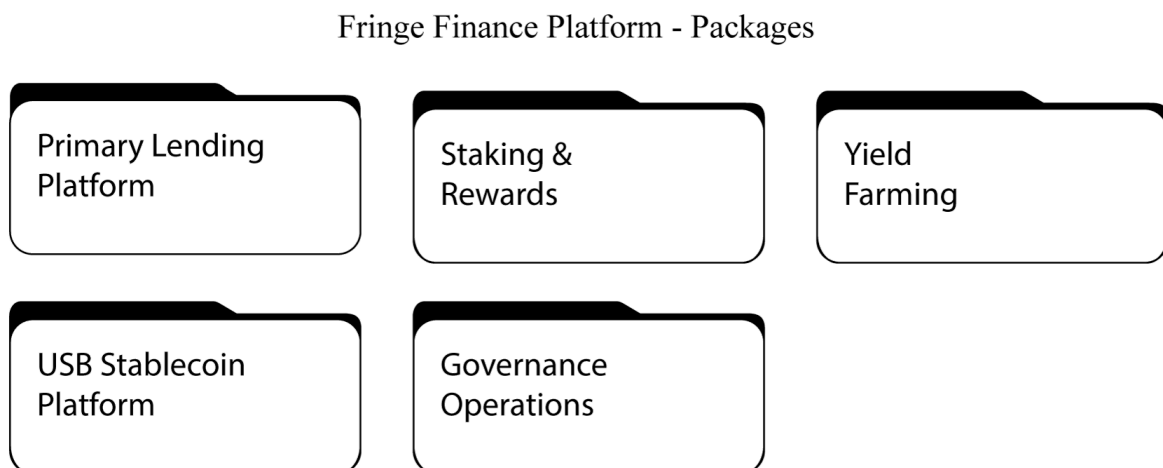 Fringe Finance Platform - Packages
Primary Lending
Platform
Staking &
Rewards
Yield
Farming
USB Stablecoin
Platform
Governance
Operations